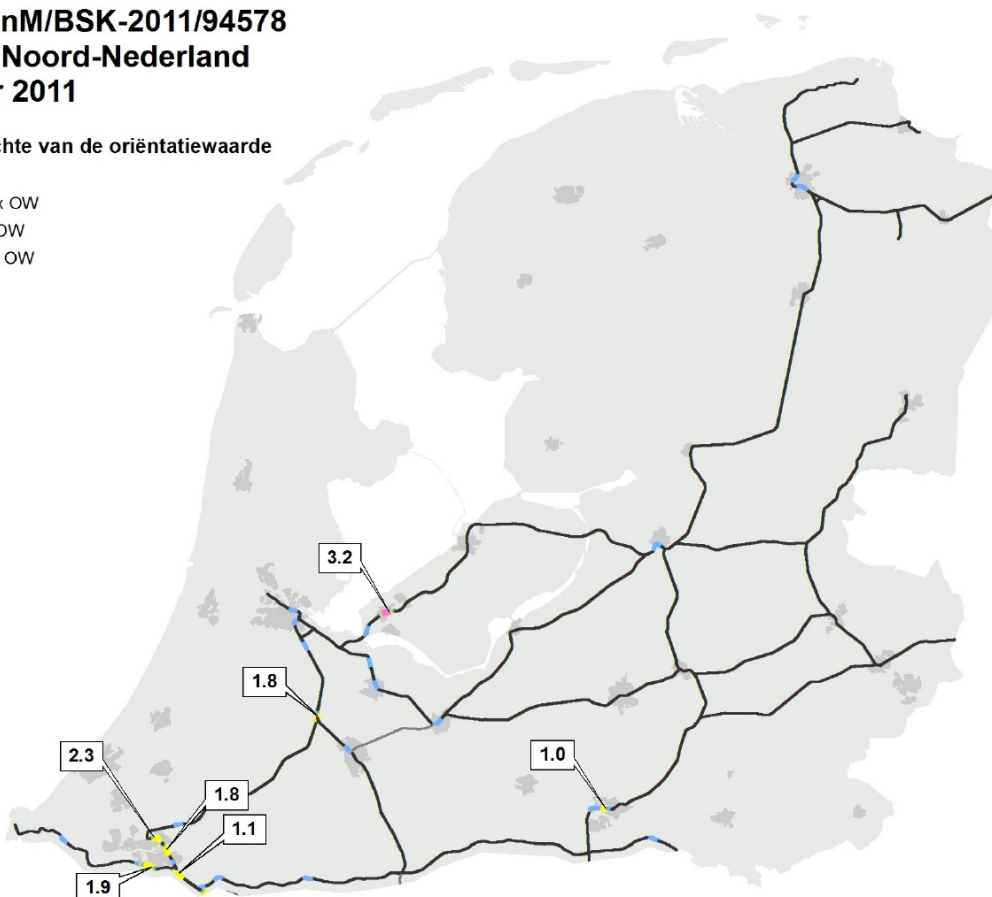 nM/BSK-2011/94578
Noord-Nederland
r 2011
chte van de oriëntatiewaarde
x OW
OW
OW
3.2
1.8
2.3
1.8
1.0
1.1
1.9